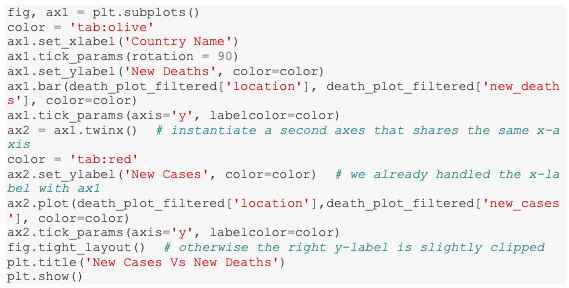 fig, ax1 = plt.subplots()
color = 'tab:olive'
ax1.set_xlabel('Country Name')
ax1.tick_params(rotation = 90)
ax1.set_ylabel('New Deaths', color=color)
ax1.bar(death_plot_filtered['location'], death_plot_filtered['new_death
s'], color=color)
ax1.tick_params(axis='y', labelcolor=color)
ax2 = ax1.twinx()  # instantiate a second axes that shares the same x-a
xis
color = 'tab:red'
ax2.set_ylabel('New Cases', color=color)  # we already handled the x-la
bel with ax1
ax2.plot(death_plot_filtered['location'],death_plot_filtered['new_cases
'], color=color)
ax2.tick_params(axis='y', labelcolor=color)
fig.tight_layout()  # otherwise the right y-label is slightly clipped
plt.title('New Cases Vs New Deaths')
plt.show()